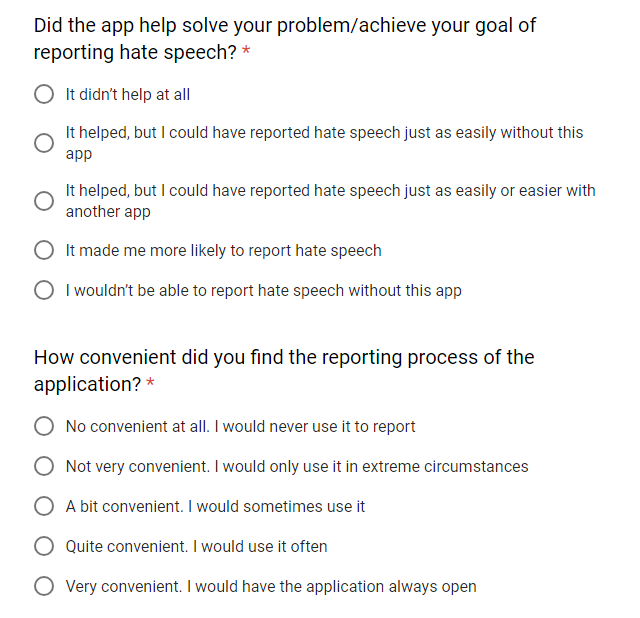 Did the app help solve your problem/achieve your goal of
reporting hate speech? *
It didn't help at all
It helped, but I could have reported hate speech just as easily without this
app
It helped, but I could have reported hate speech just as easily or easier with
another app
It made me more likely to report hate speech
I wouldn't be able to report hate speech without this app
How convenient did you find the reporting process of the
application? *
No convenient at all. I would never use it to report
Not very convenient. I would only use it in extreme circumstances
A bit convenient. I would sometimes use it
Quite convenient. I would use it often
Very convenient. I would have the application always open